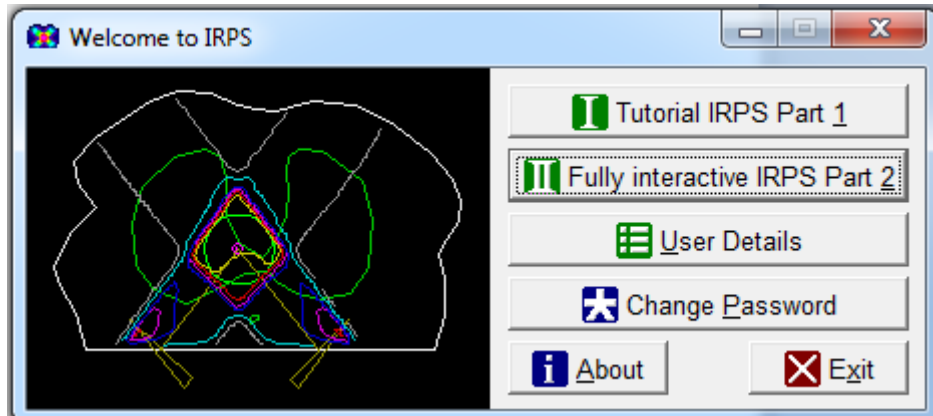 Welcome to IRPS
Tutorial IRPS Part 1
Fully interactive IRPS Part 2
User Details
Change Password
About
Exit